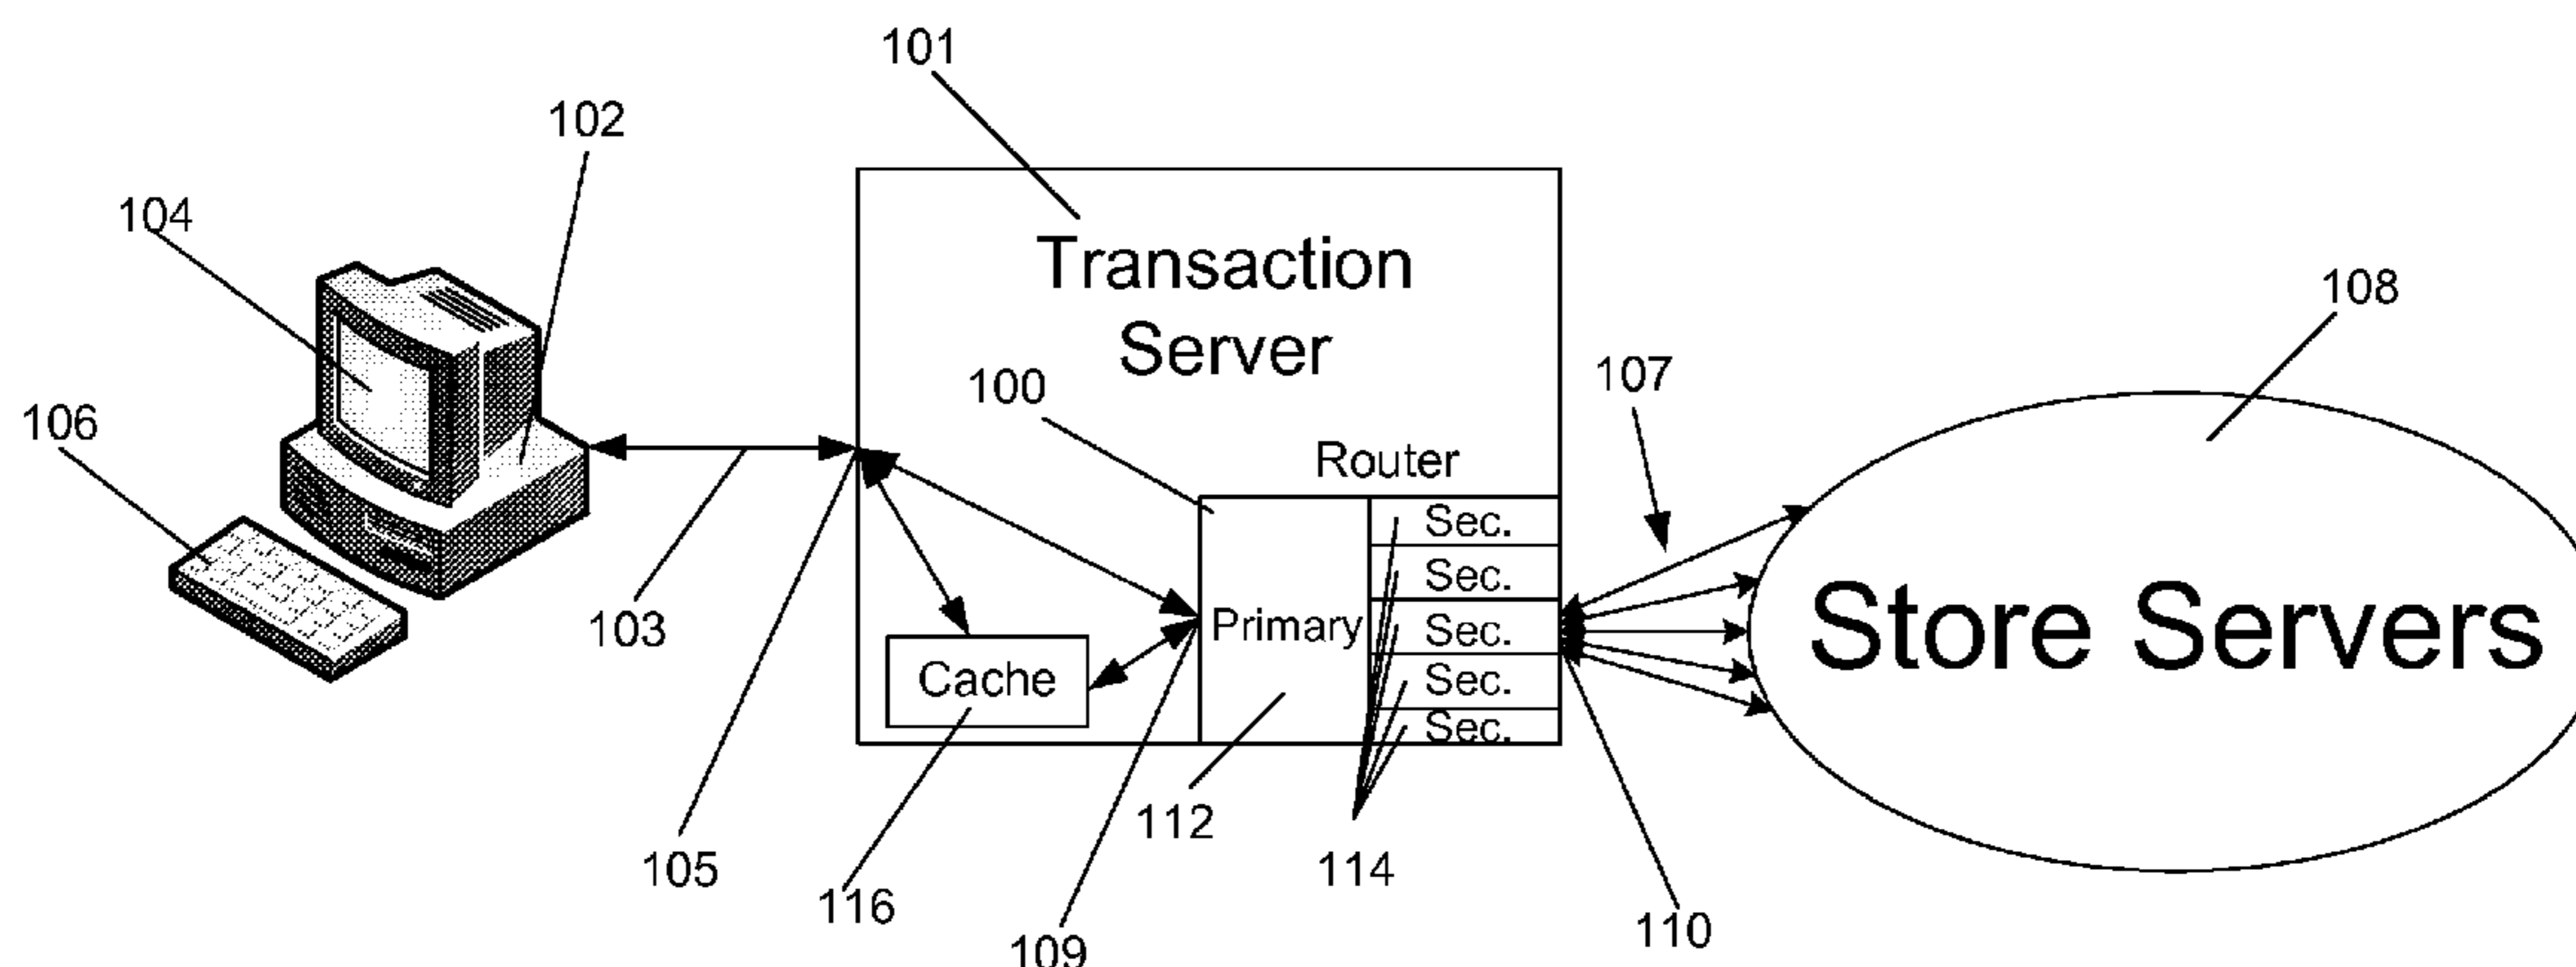 101
102
104
Transaction
Server
108
100
107
106
Router
Sec.
Sec.
Primary
Sec.
Store Servers
103
Cache
Sec.
Sec.
112
105
114
116
110
109